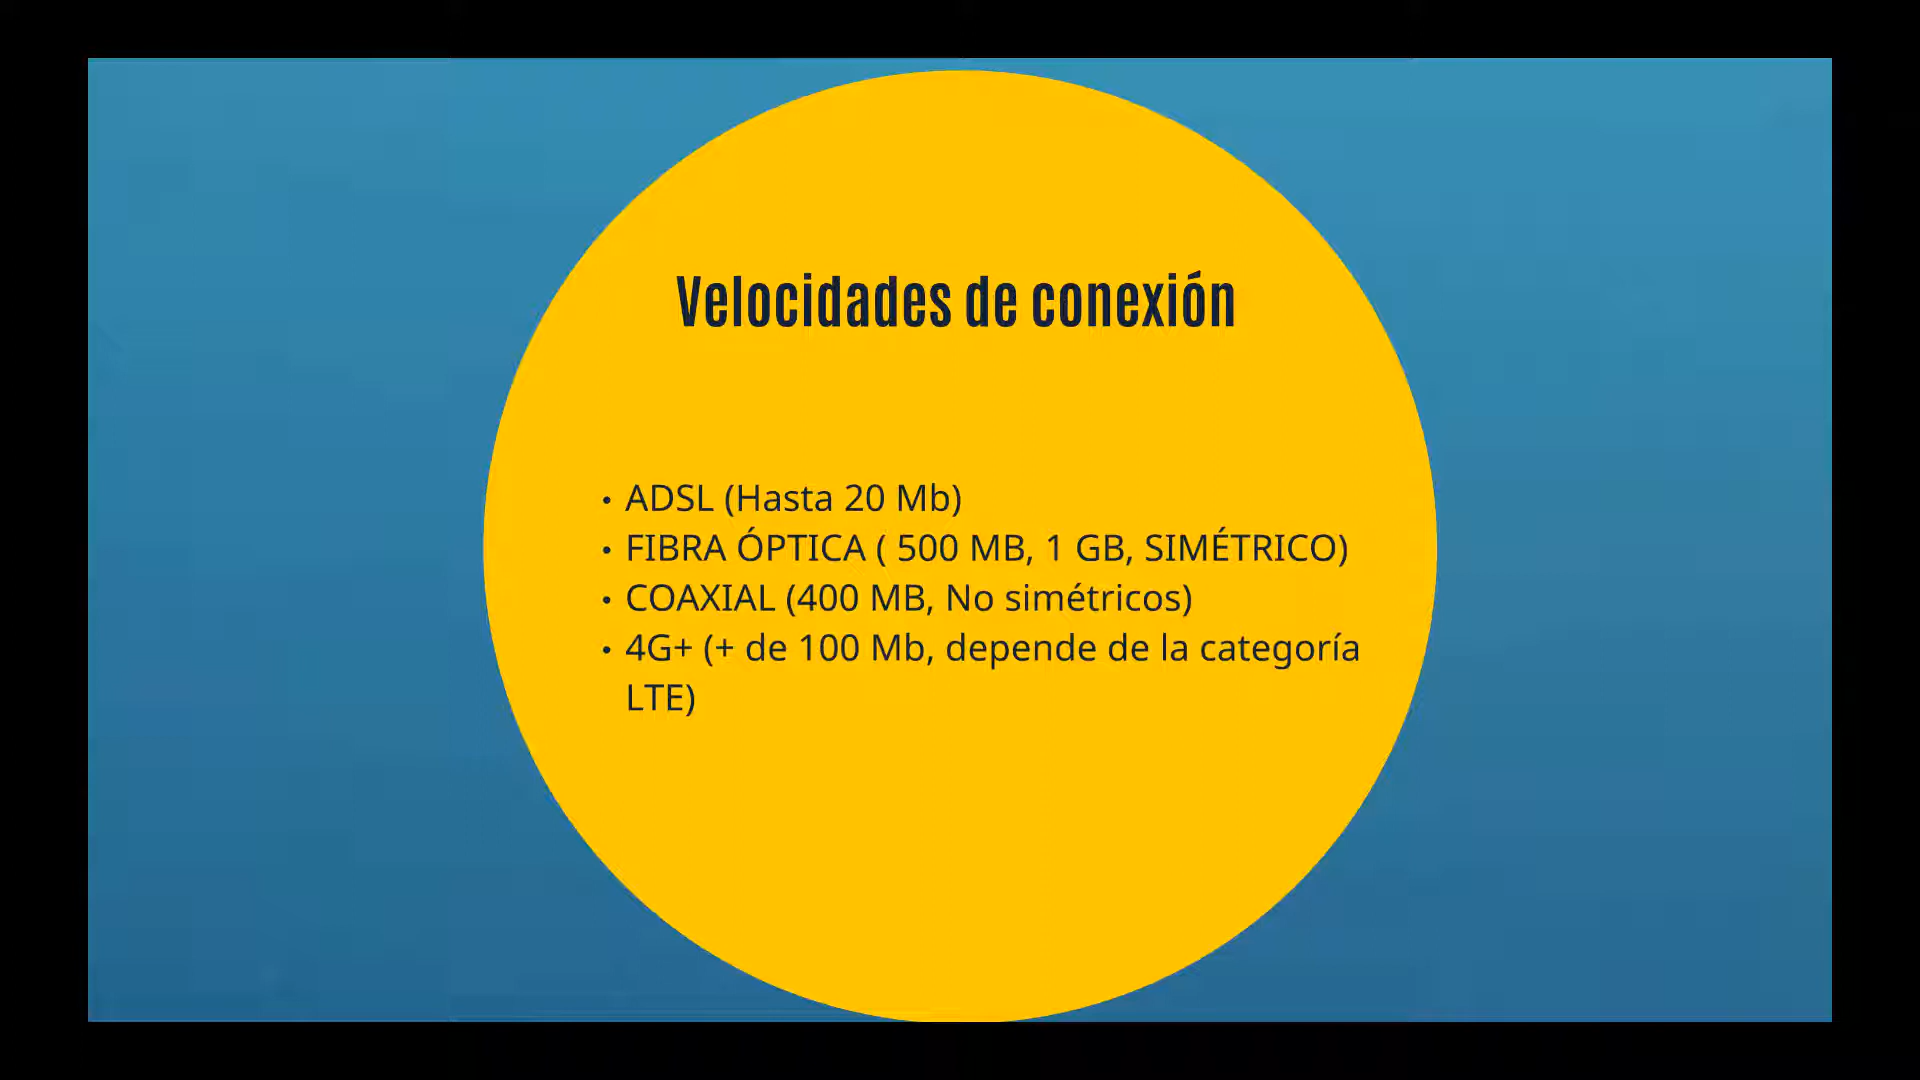 Velocidades de conexión
• ADSL (Hasta 20 Mb)
• FIBRA ÓPTICA ( 500 MB, 1 GB, SIMÉTRICO)
• COAXIAL (400 MB, No simétricos)
• 4G+ (+ de 100 Mb, depende de la categoría
LTE)